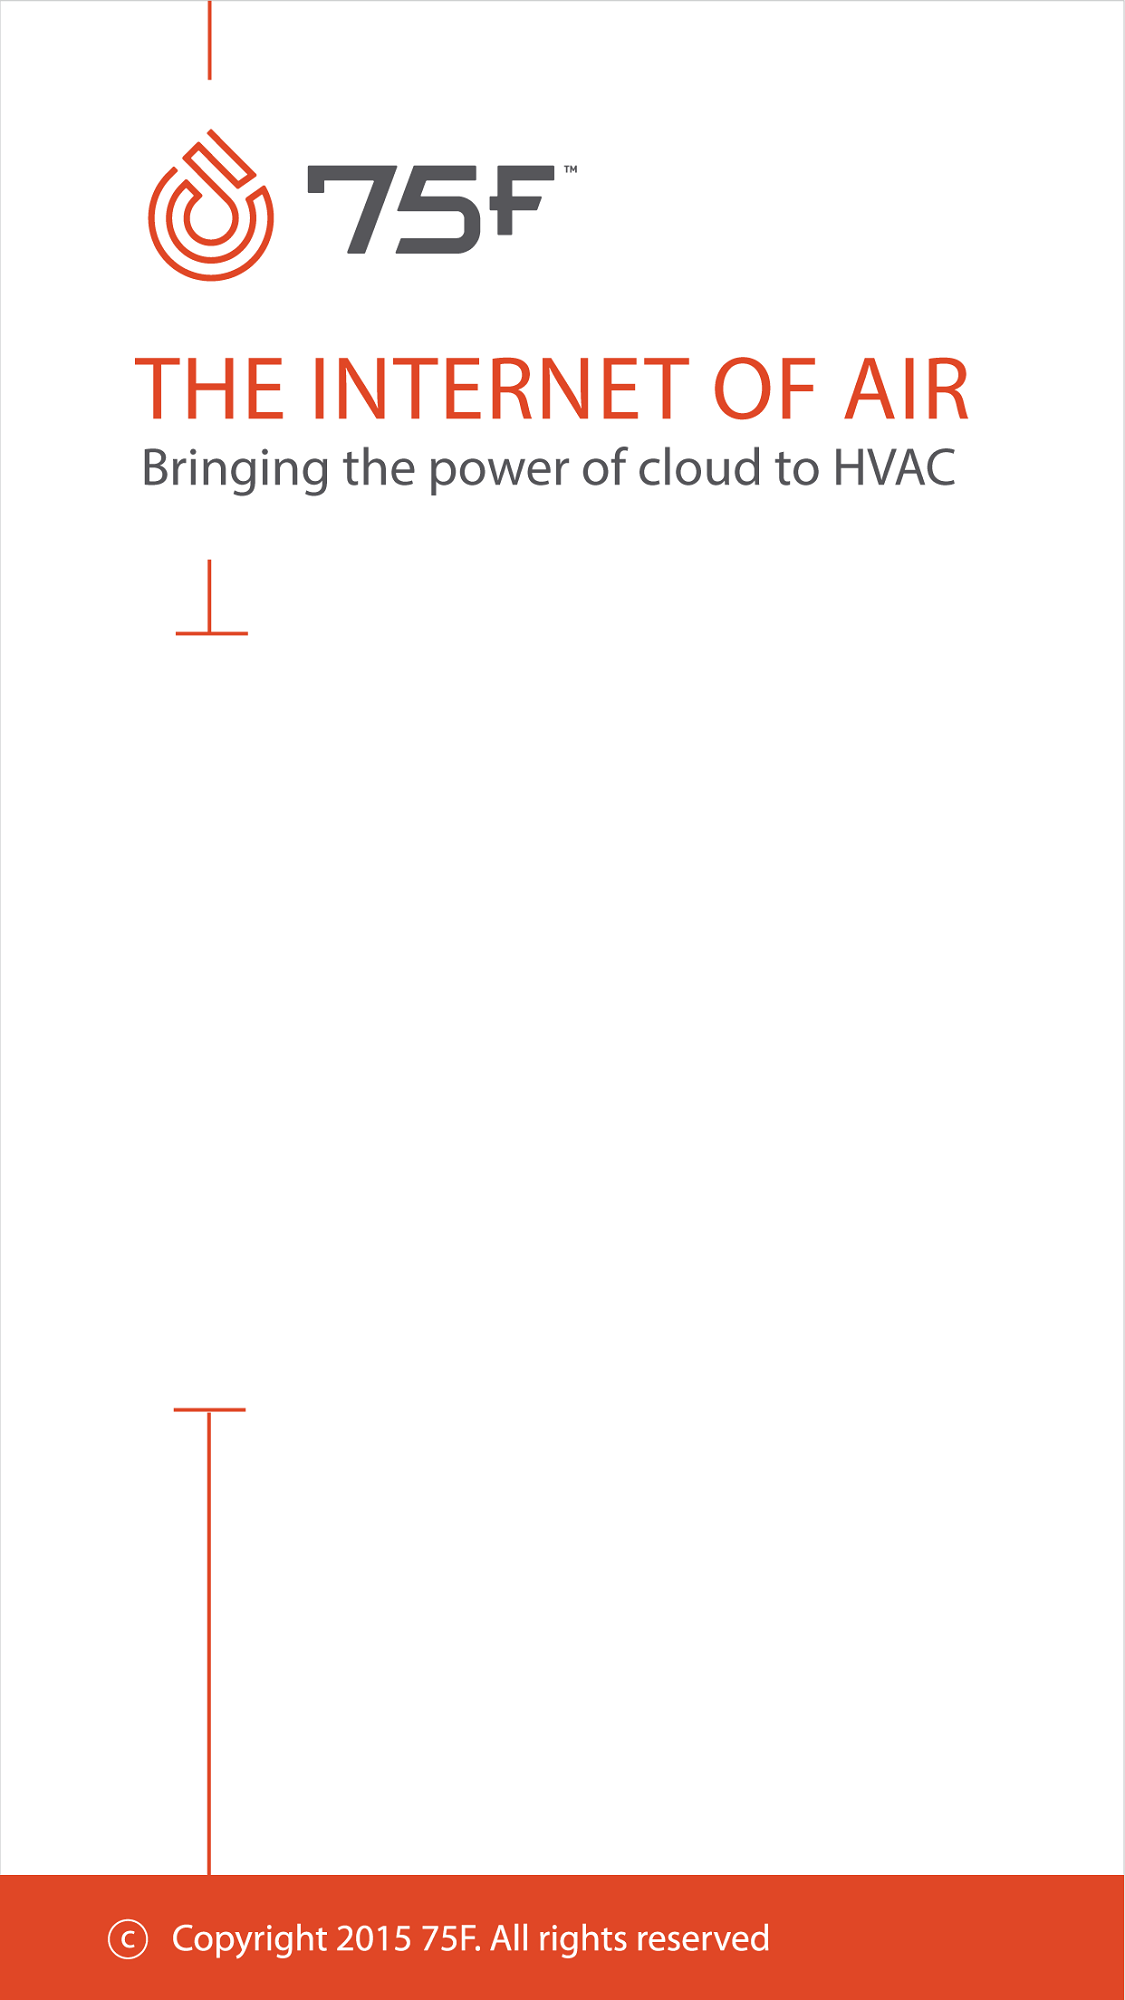 75F™
THE INTERNET OF AIR
Bringing the power of cloud to HVAC
© Copyright 2015 75F. All rights reserved